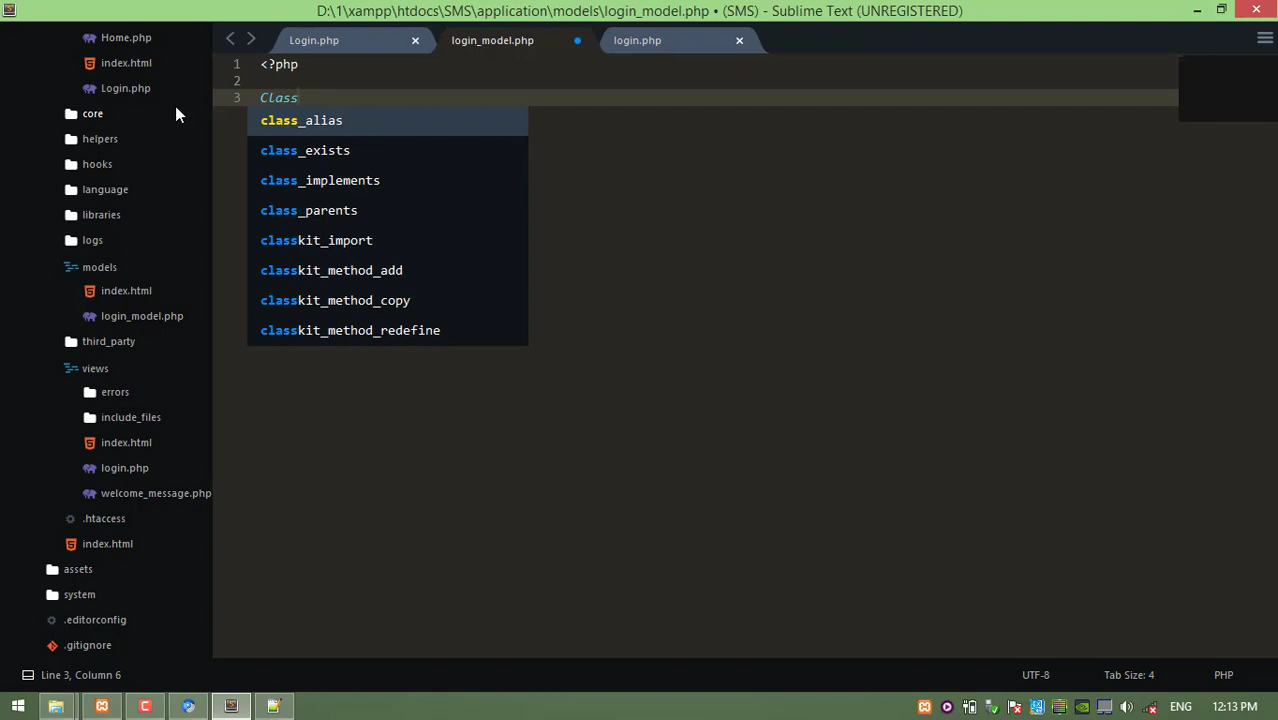 D:\1\xampp\htdocs\SMS\application\models\login_model.php • (SMS) - Sublime Text (UNREGISTERED)
Home.php
index.html
Login.php
core
helpers
hooks
language
libraries
logs
models
index.html
login_model.php
third_party
views
errors
include_files
index.html
login.php
welcome_message.php
.htaccess
index.html
assets
system
.editorconfig
.gitignore
Login.php
login_model.php
login.php
1 <?php
2
3 Class
class_alias
class_exists
class_implements
class_parents
classkit_import
classkit_method_add
classkit_method_copy
classkit_method_redefine
Line 3, Column 6
UTF-8
Tab Size: 4
PHP
ENG
12:13 PM